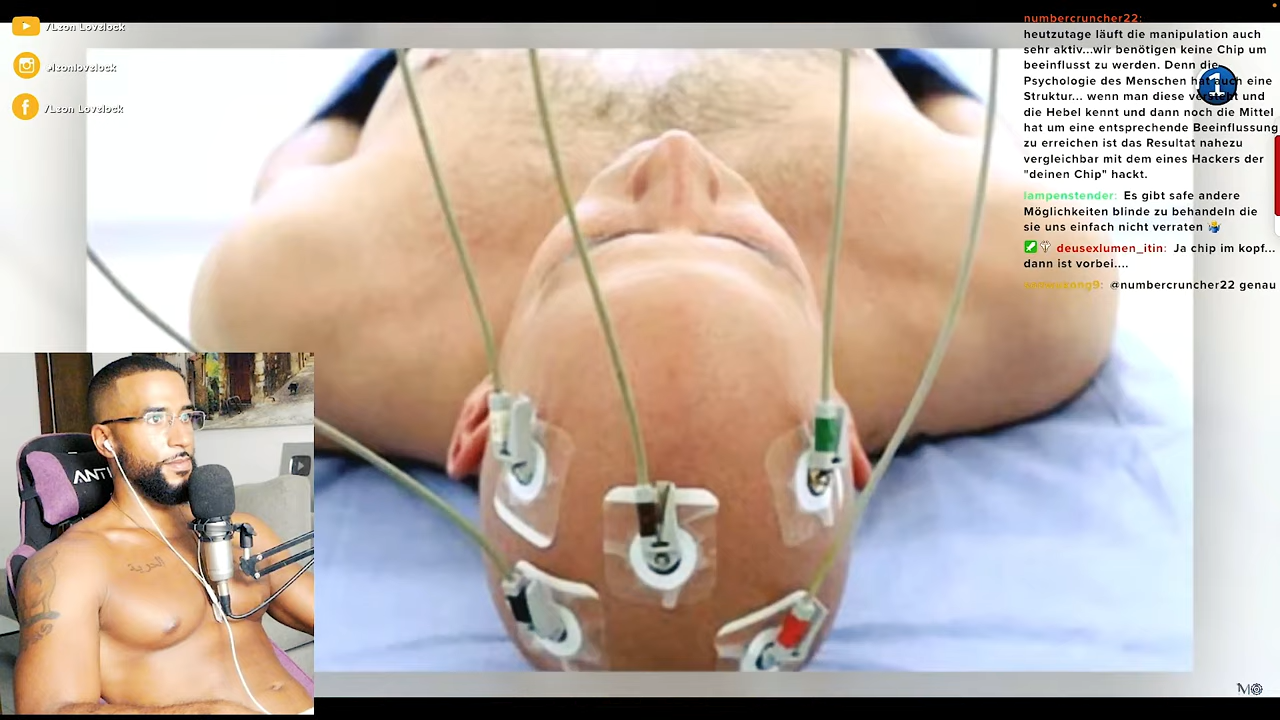 /Leon Lovelock
/leonlovelock
/Leon Lovelock
numbercruncher22:
heutzutage läuft die manipulation auch
sehr aktiv...wir benötigen keine Chip um
beeinflusst zu werden. Denn die
Psychologie des Menschen hat auch eine
Struktur... wenn man diese versteht und
die Hebel kennt und dann noch die Mittel
hat um eine entsprechende Beeinflussung
zu erreichen ist das Resultat nahezu
vergleichbar mit dem eines Hackers der
"deinen Chip" hackt.
lampenstender: Es gibt safe andere
Möglichkeiten blinde zu behandeln die
sie uns einfach nicht verraten 🤷
deusexlumen_itin: Ja chip im kopf...
dann ist vorbei....
@numbercruncher22 genau
1
ANTI